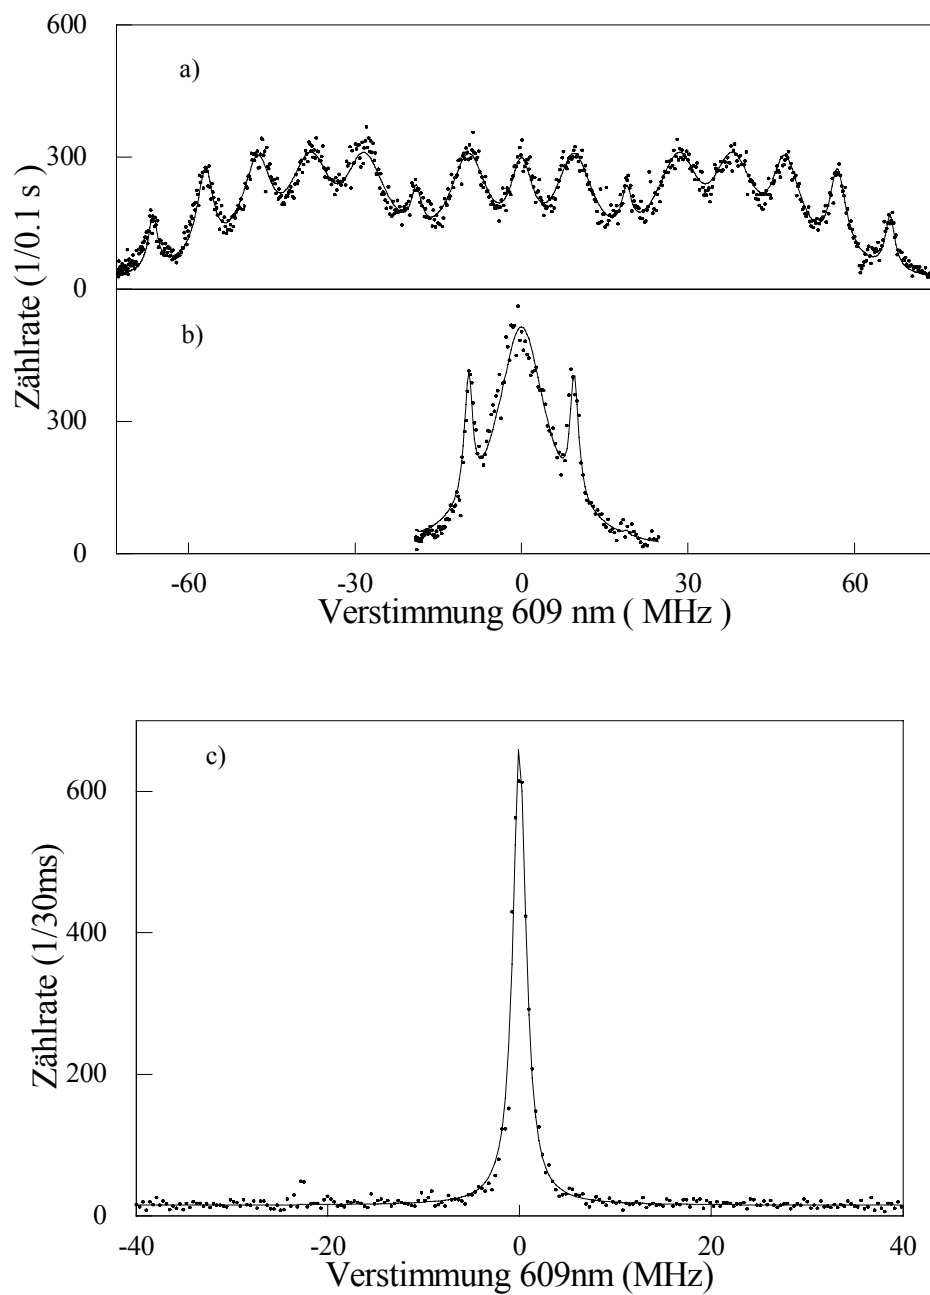 600
a)
300
0
b)
300
0
Zählrate (1/0.1 s )
-60 -30 0 30 60
Verstimmung 609 nm ( MHz )
c)
600
400
200
0
Zählrate (1/30ms)
-40 -20 0 20 40
Verstimmung 609nm (MHz)